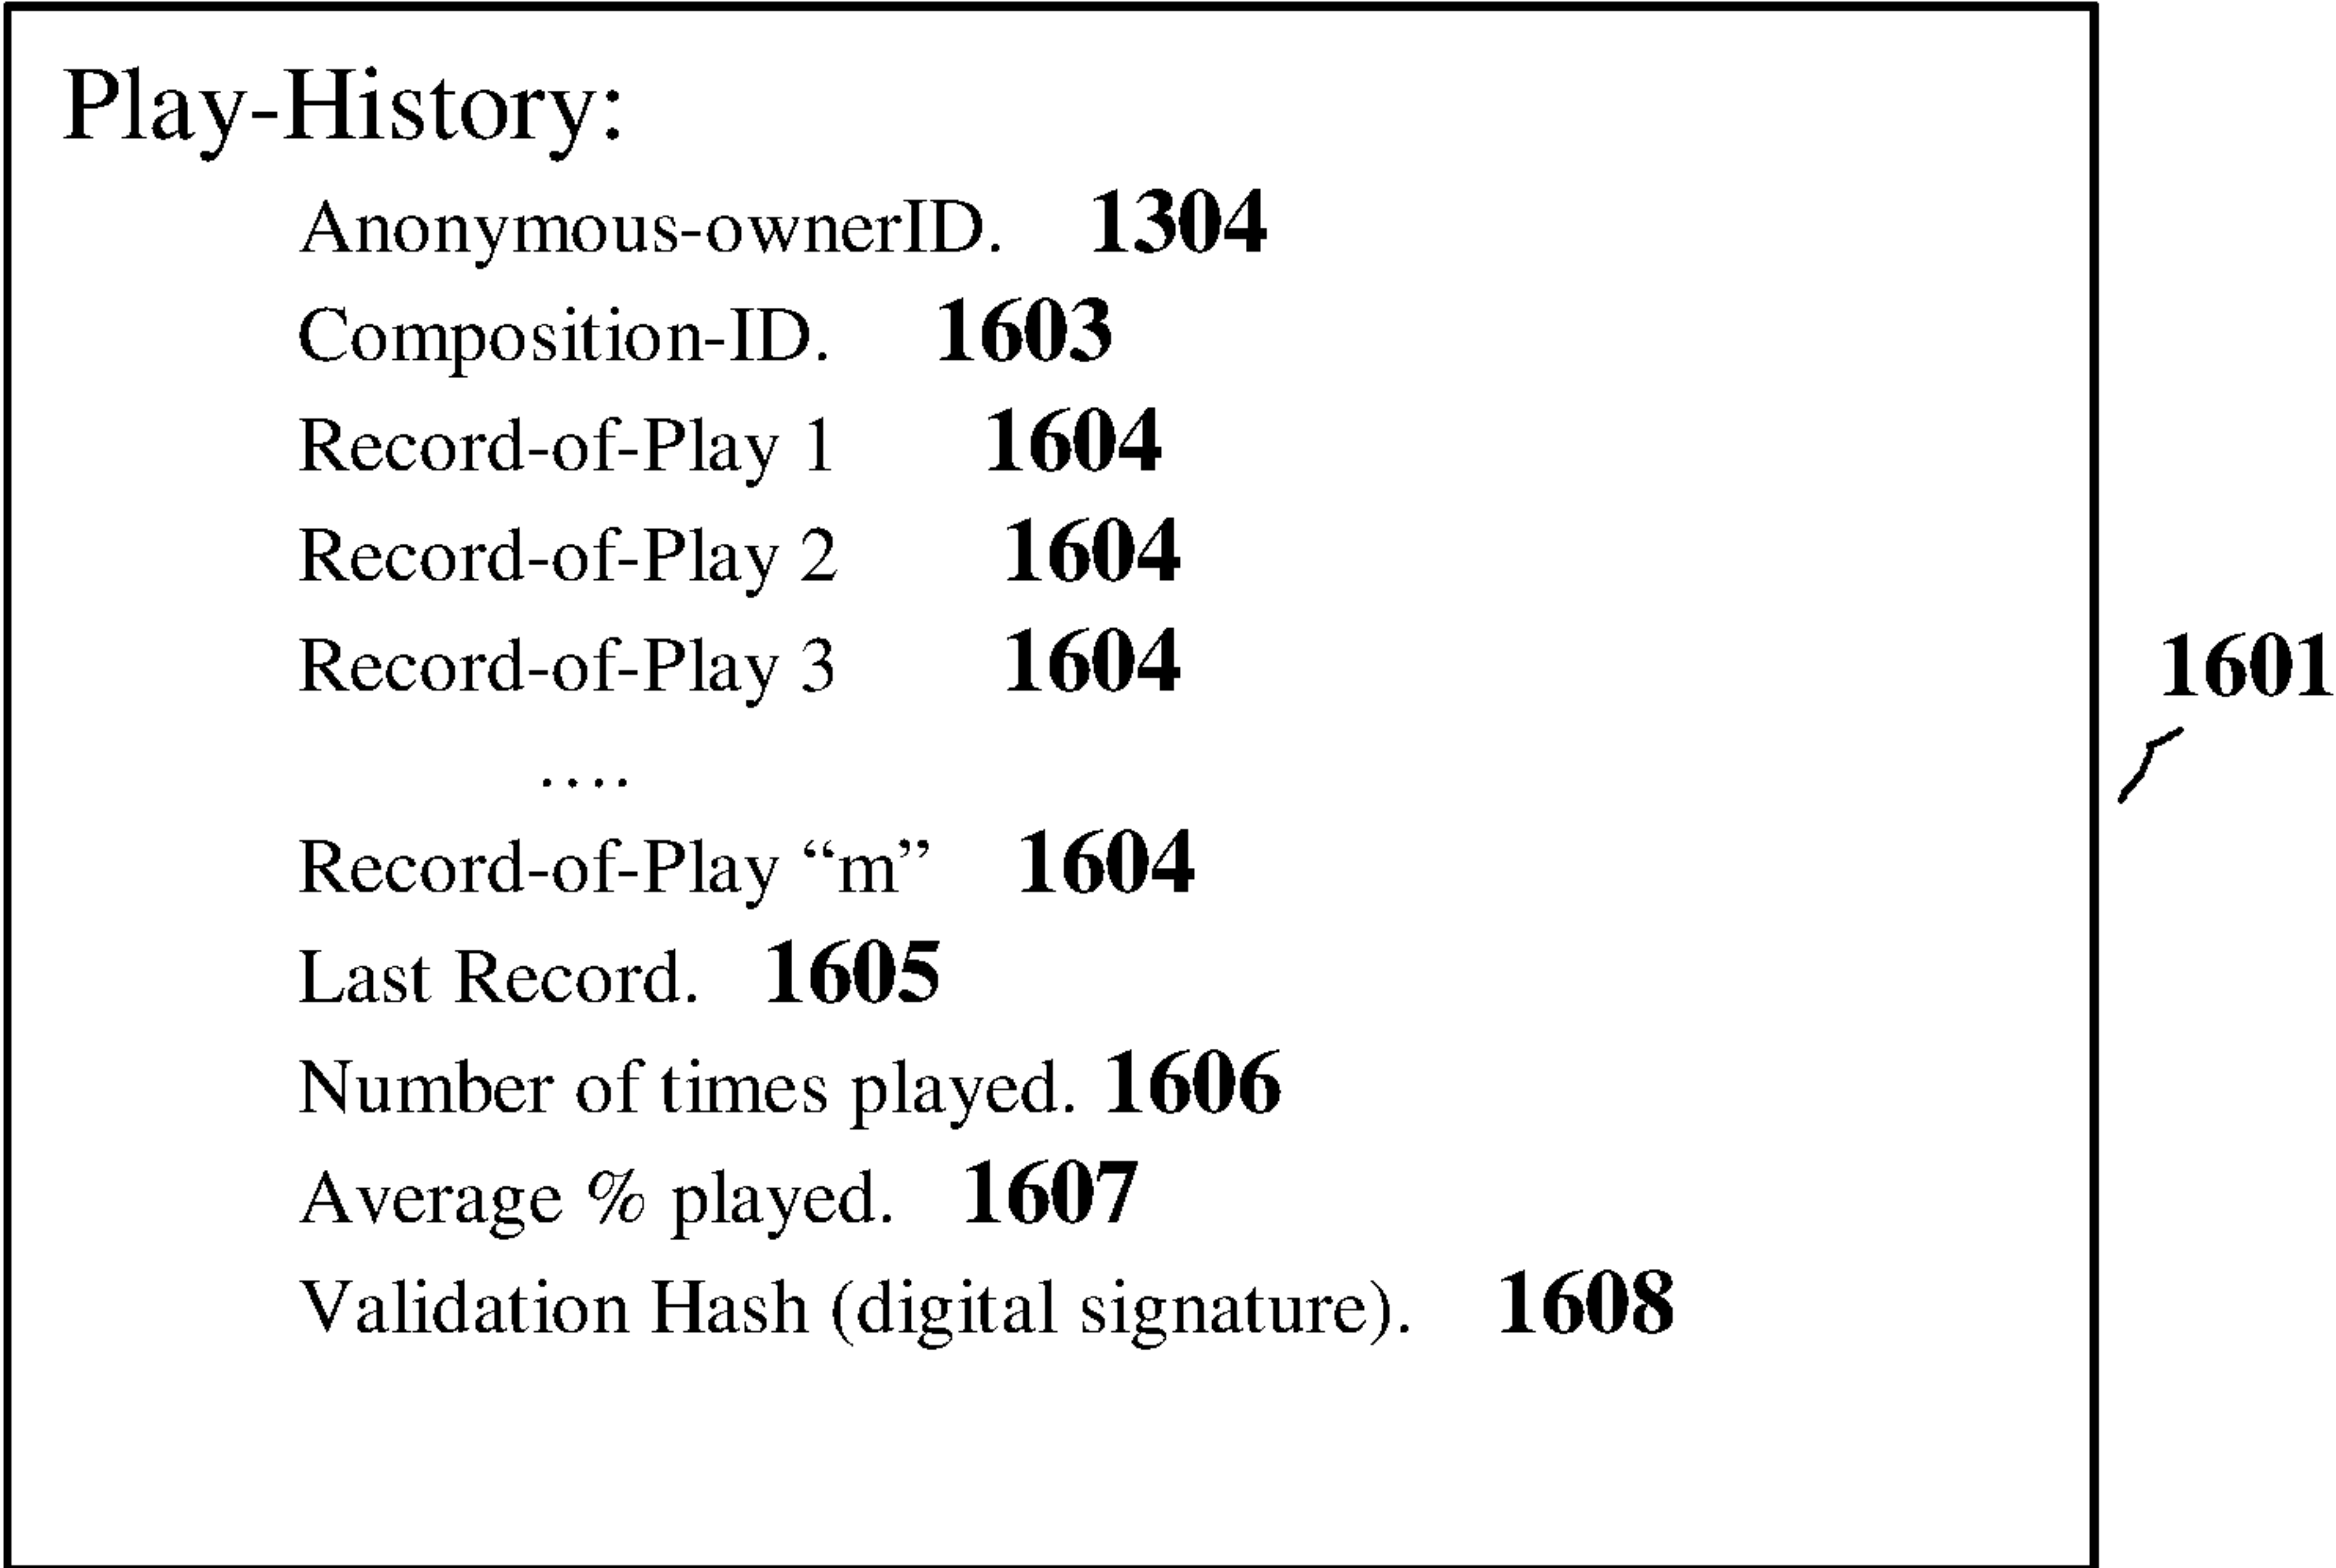 Play-History:
Anonymous-ownerID. 1304
Composition-ID. 1603
Record-of-Play 1 1604
Record-of-Play 2 1604
Record-of-Play 3 1604
1601
....
Record-of-Play “m” 1604
Last Record. 1605
Number of times played. 1606
Average % played. 1607
Validation Hash (digital signature). 1608